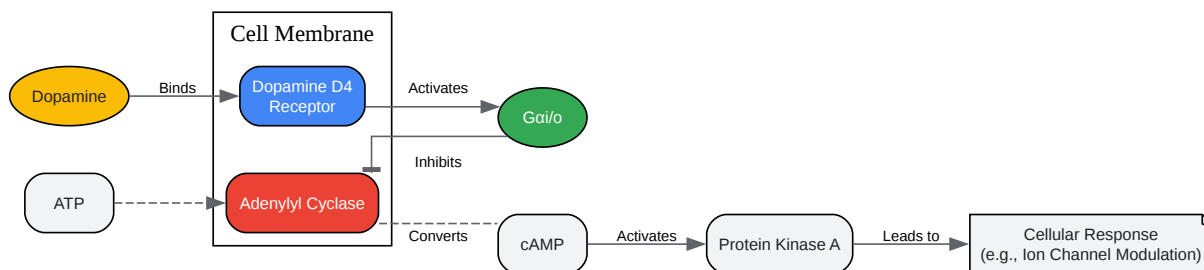 Cell Membrane
Dopamine
Binds
Dopamine D4
Receptor
Activates
Gαi/o
Inhibits
ATP
Adenylyl Cyclase
Converts
cAMP
Activates
Protein Kinase A
Leads to
Cellular Response
(e.g., Ion Channel Modulation)